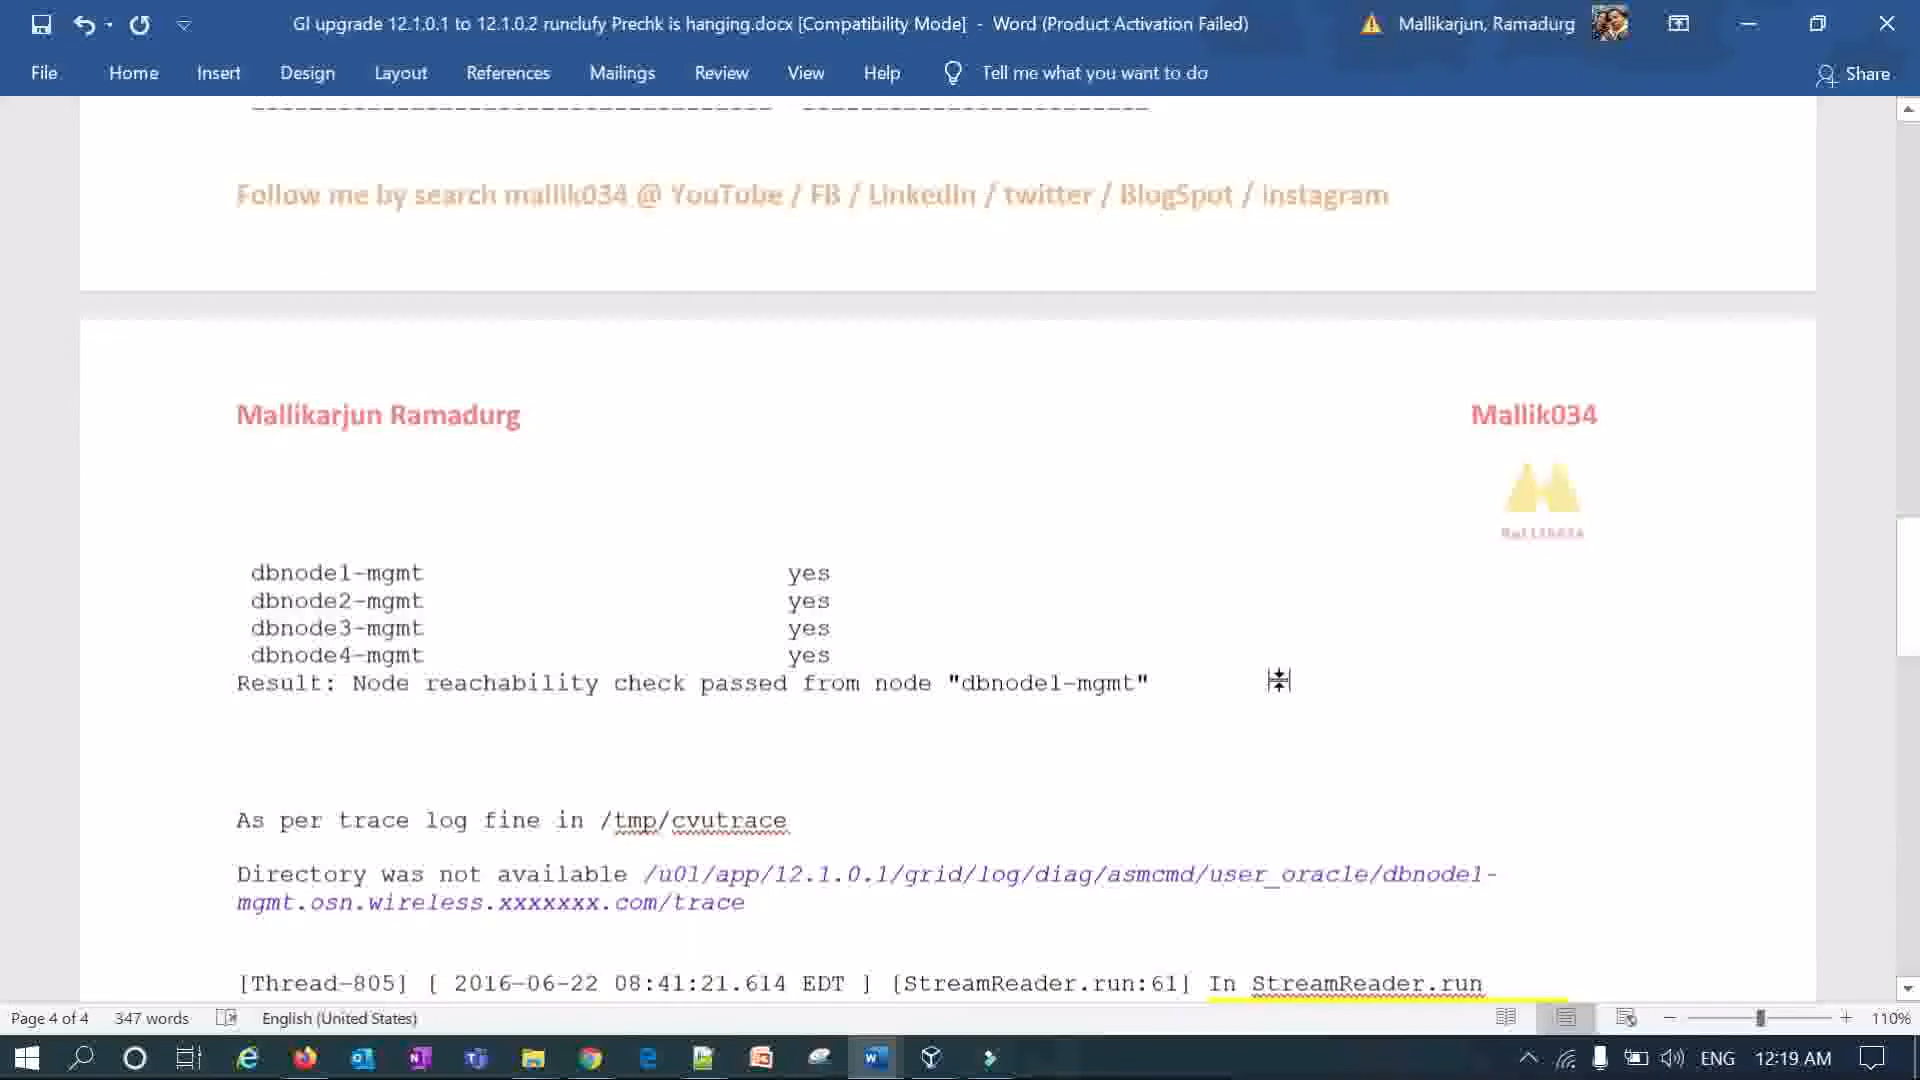 GI upgrade 12.1.0.1 to 12.1.0.2 runclufy Prechk is hanging.docx [Compatibility Mode] - Word (Product Activation Failed)
Mallikarjun, Ramadurg
File Home Insert Design Layout References Mailings Review View Help Tell me what you want to do Share
Follow me by search mallik034 @ YouTube / FB / LinkedIn / twitter / BlogSpot / instagram
Mallikarjun Ramadurg Mallik034
Mallik034
dbnode1-mgmt yes
dbnode2-mgmt yes
dbnode3-mgmt yes
dbnode4-mgmt yes
Result: Node reachability check passed from node "dbnode1-mgmt"
As per trace log fine in /tmp/cvutrace
Directory was not available /u01/app/12.1.0.1/grid/log/diag/asmcmd/user_oracle/dbnode1-
mgmt.osn.wireless.xxxxxxx.com/trace
[Thread-805] [ 2016-06-22 08:41:21.614 EDT ] [StreamReader.run:61] In StreamReader.run
Page 4 of 4 347 words English (United States) 110%
ENG 12:19 AM